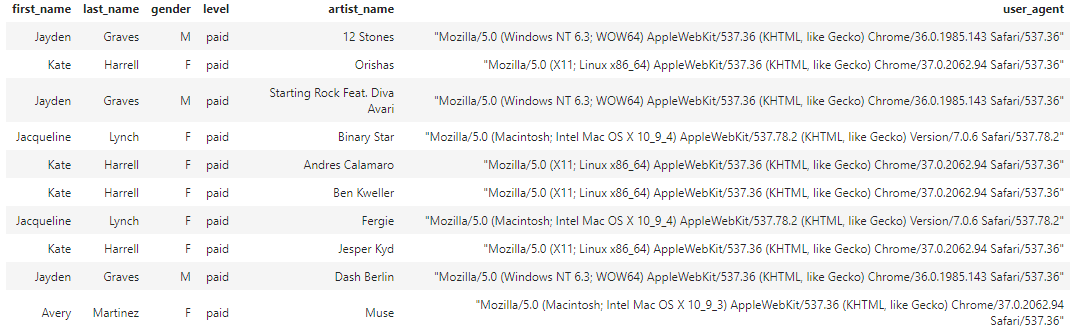 first_name last_name gender level artist_name user_agent
Jayden Graves M paid 12 Stones "Mozilla/5.0 (Windows NT 6.3; WOW64) AppleWebKit/537.36 (KHTML, like Gecko) Chrome/36.0.1985.143 Safari/537.36"
Kate Harrell F paid Orishas "Mozilla/5.0 (X11; Linux x86_64) AppleWebKit/537.36 (KHTML, like Gecko) Chrome/37.0.2062.94 Safari/537.36"
Jayden Graves M paid Starting Rock Feat. Diva "Mozilla/5.0 (Windows NT 6.3; WOW64) AppleWebKit/537.36 (KHTML, like Gecko) Chrome/36.0.1985.143 Safari/537.36"
Avari
Jacqueline Lynch F paid Binary Star "Mozilla/5.0 (Macintosh; Intel Mac OS X 10_9_4) AppleWebKit/537.78.2 (KHTML, like Gecko) Version/7.0.6 Safari/537.78.2"
Kate Harrell F paid Andres Calamaro "Mozilla/5.0 (X11; Linux x86_64) AppleWebKit/537.36 (KHTML, like Gecko) Chrome/37.0.2062.94 Safari/537.36"
Kate Harrell F paid Ben Kweller "Mozilla/5.0 (X11; Linux x86_64) AppleWebKit/537.36 (KHTML, like Gecko) Chrome/37.0.2062.94 Safari/537.36"
Jacqueline Lynch F paid Fergie "Mozilla/5.0 (Macintosh; Intel Mac OS X 10_9_4) AppleWebKit/537.78.2 (KHTML, like Gecko) Version/7.0.6 Safari/537.78.2"
Kate Harrell F paid Jesper Kyd "Mozilla/5.0 (X11; Linux x86_64) AppleWebKit/537.36 (KHTML, like Gecko) Chrome/37.0.2062.94 Safari/537.36"
Jayden Graves M paid Dash Berlin "Mozilla/5.0 (Windows NT 6.3; WOW64) AppleWebKit/537.36 (KHTML, like Gecko) Chrome/36.0.1985.143 Safari/537.36"
Avery Martinez F paid Muse "Mozilla/5.0 (Macintosh; Intel Mac OS X 10_9_3) AppleWebKit/537.36 (KHTML, like Gecko) Chrome/37.0.2062.94
Safari/537.36"